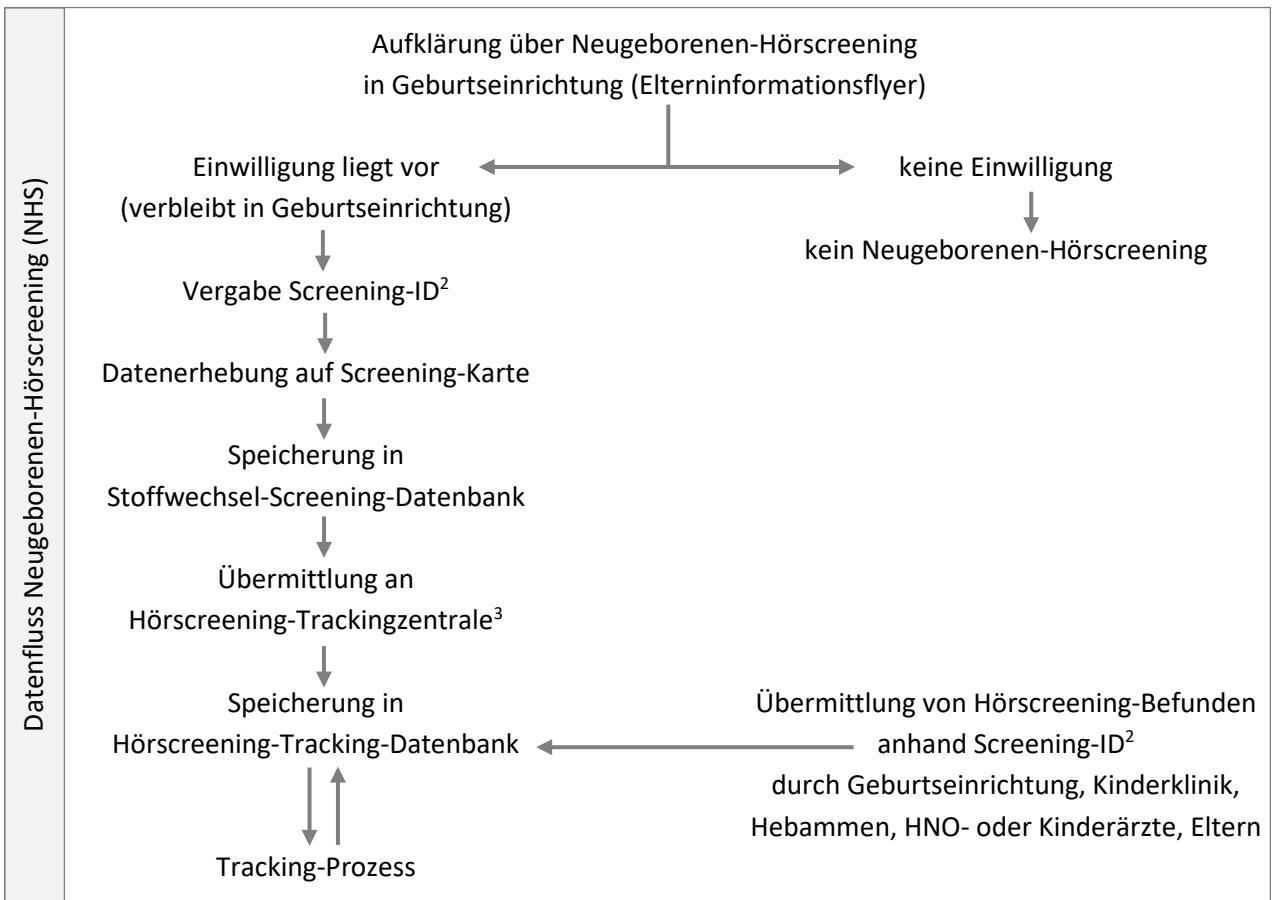 Datenfluss Neugeborenen-Hörscreening (NHS)
Aufklärung über Neugeborenen-Hörscreening
in Geburtseinrichtung (Elterninformationsflyer)
Einwilligung liegt vor
(verbleibt in Geburtseinrichtung)
keine Einwilligung
kein Neugeborenen-Hörscreening
Vergabe Screening-ID²
Datenerhebung auf Screening-Karte
Speicherung in
Stoffwechsel-Screening-Datenbank
Übermittlung an
Hörscreening-Trackingzentrale³
Speicherung in
Hörscreening-Tracking-Datenbank
Übermittlung von Hörscreening-Befunden
anhand Screening-ID²
durch Geburtseinrichtung, Kinderklinik,
Hebammen, HNO- oder Kinderärzte, Eltern
Tracking-Prozess